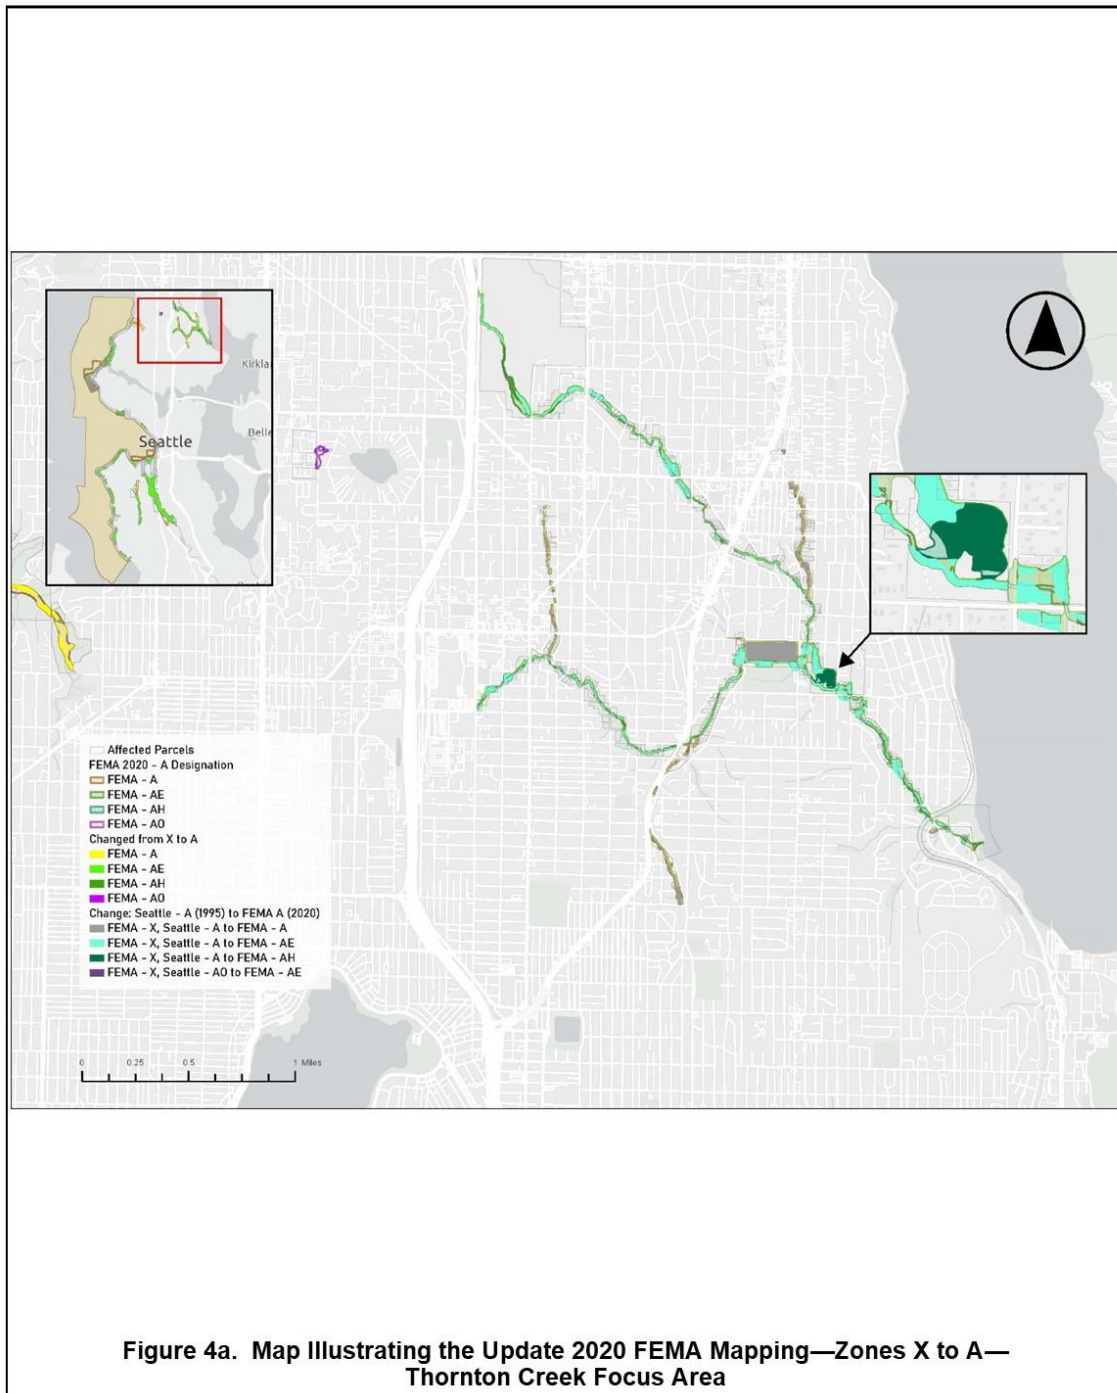 Kirkla
Belle
Seattle
Affected Parcels
FEMA 2020 - A Designation
FEMA - A
FEMA - AE
FEMA - AH
FEMA - AO
Changed from X to A
FEMA - A
FEMA - AE
FEMA - AH
FEMA - AO
Change: Seattle - A (1995) to FEMA A (2020)
FEMA - X, Seattle - A to FEMA - A
FEMA - X, Seattle - A to FEMA - AE
FEMA - X, Seattle - A to FEMA - AH
FEMA - X, Seattle - AO to FEMA - AE
0 0.25 0.5 1 Miles
Figure 4a. Map Illustrating the Update 2020 FEMA Mapping—Zones X to A—
Thornton Creek Focus Area